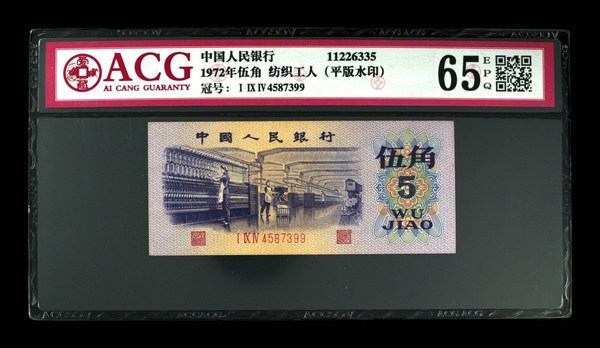 ACG
AI CANG GUARANTY
中国人民银行 11226335
1972年伍角 纺织工人（平版水印）
冠号： I IX IV 4587399
65 EPQ
中國人民銀行
伍角
5
WU
JIAO
I IX IV 4587399